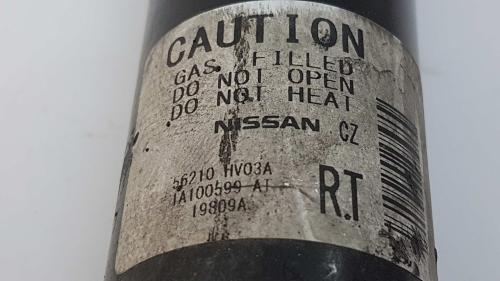 CAUTION
GAS FILLED
DO NOT OPEN
DO NOT HEAT
NISSAN CZ
56210 HV03A
1A100599 AT
19809A
R.T